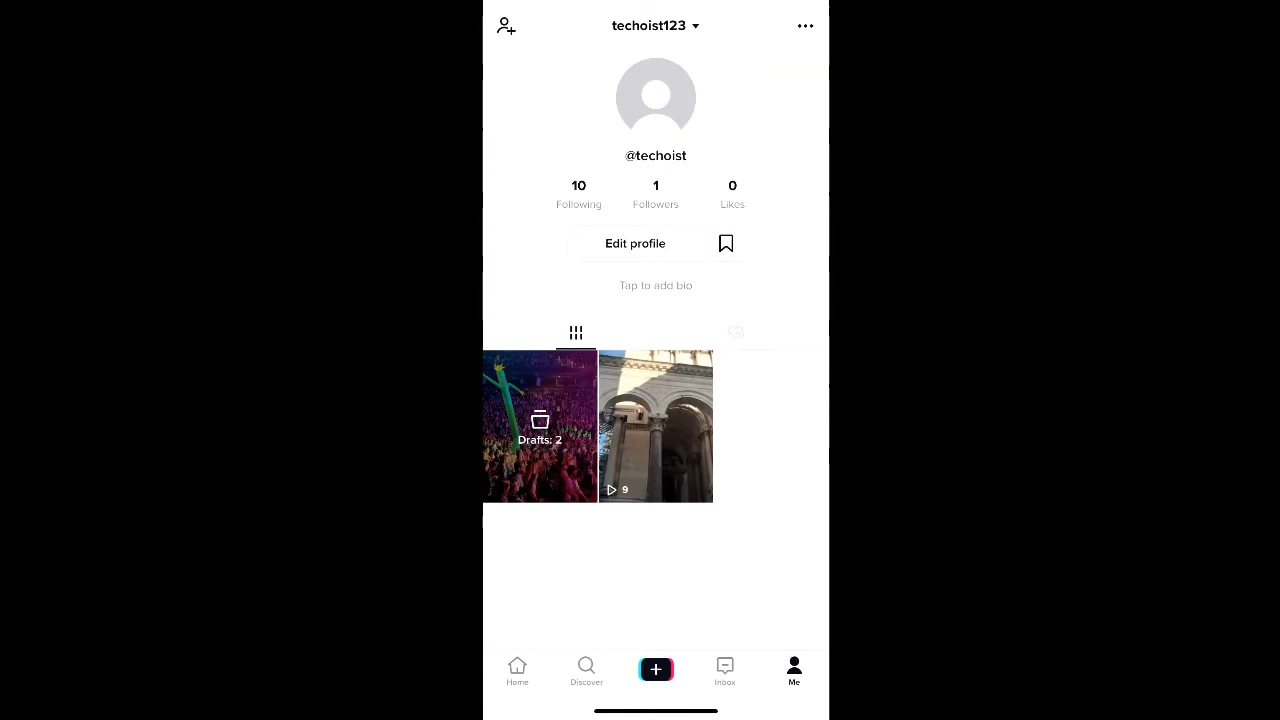 techoist123
@techoist
10 1 0
Following Followers Likes
Edit profile
Tap to add bio
Drafts: 2
9
Home Discover Inbox Me